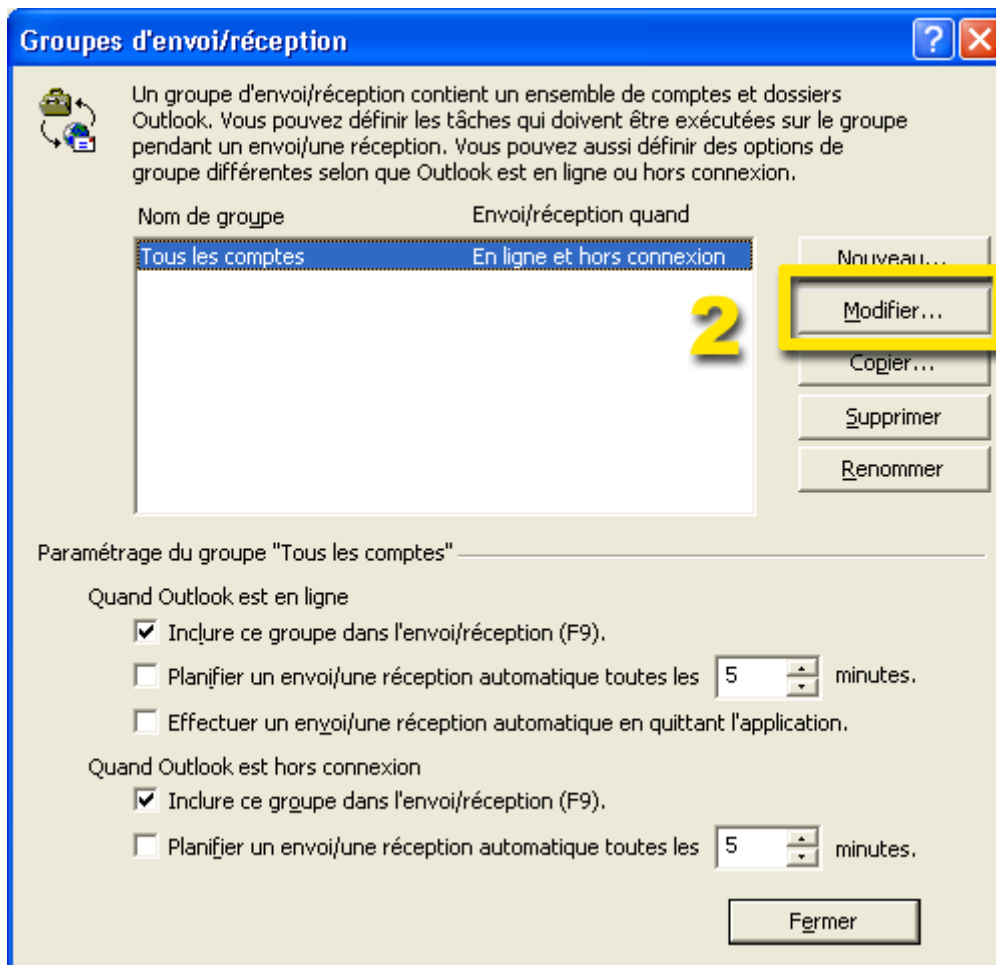 Groupes d'envoi/réception
Un groupe d'envoi/réception contient un ensemble de comptes et dossiers
Outlook. Vous pouvez définir les tâches qui doivent être exécutées sur le groupe
pendant un envoi/une réception. Vous pouvez aussi définir des options de
groupe différentes selon que Outlook est en ligne ou hors connexion.
Nom de groupe Envoi/réception quand
Tous les comptes En ligne et hors connexion
Nouveau...
2
Modifier...
Copier...
Supprimer
Renommer
Paramétrage du groupe "Tous les comptes"
Quand Outlook est en ligne
Inclure ce groupe dans l'envoi/réception (F9).
Planifier un envoi/une réception automatique toutes les 5 minutes.
Effectuer un envoi/une réception automatique en quittant l'application.
Quand Outlook est hors connexion
Inclure ce groupe dans l'envoi/réception (F9).
Planifier un envoi/une réception automatique toutes les 5 minutes.
Fermer